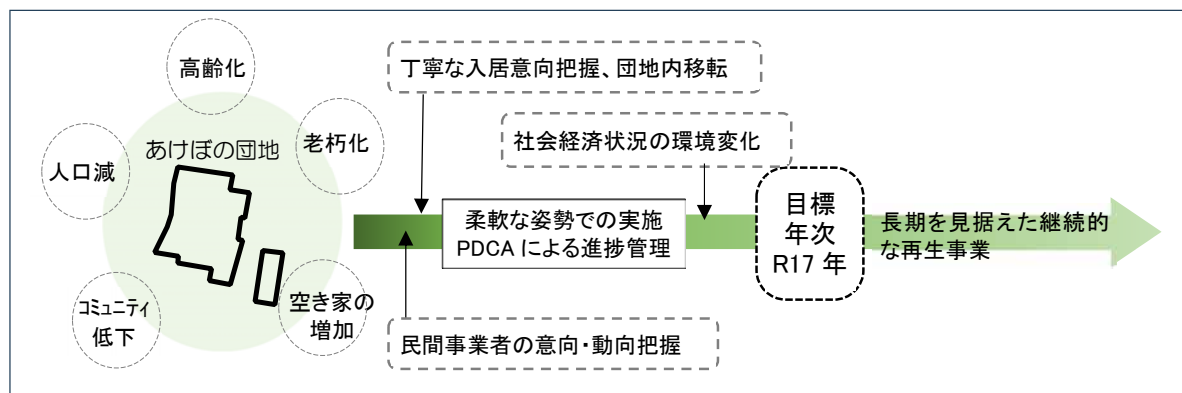 高齢化
あけぼの団地
老朽化
人口減
コミュニティ
低下
空き家の
増加
丁寧な入居意向把握、団地内移転
社会経済状況の環境変化
柔軟な姿勢での実施
PDCAによる進捗管理
民間事業者の意向・動向把握
目標
年次
R17年
長期を見据えた継続的
な再生事業